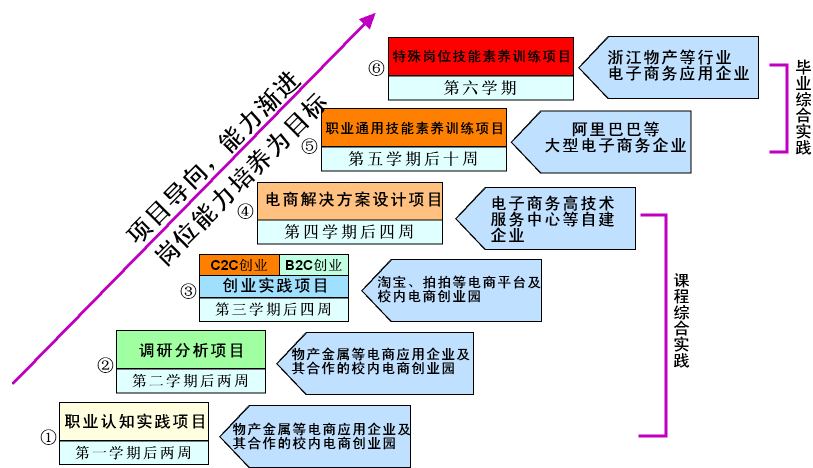 项目导向，能力渐进
岗位能力培养为目标
⑥
特殊岗位技能素养训练项目
第六学期
浙江物产等行业
电子商务应用企业
⑤
职业通用技能素养训练项目
第五学期后十周
阿里巴巴等
大型电子商务企业
毕业综合实践
④
电商解决方案设计项目
第四学期后四周
电子商务高技术
服务中心等自建
企业
③
C2C创业
B2C创业
创业实践项目
第三学期后四周
淘宝、拍拍等电商平台及
校内电商创业园
②
调研分析项目
第二学期后两周
物产金属等电商应用企业及
其合作的校内电商创业园
①
职业认知实践项目
第一学期后两周
物产金属等电商应用企业及
其合作的校内电商创业园
课程综合实践